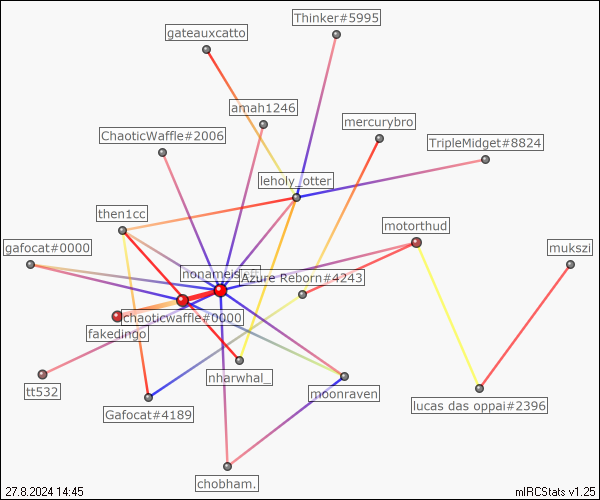 Thinker#5995
gateauxcatto
amah1246
mercurybro
ChaoticWaffle#2006
TripleMidget#8824
leholy_otter
then1cc
motorthud
gafocat#0000
mukszi
Azure Reborn#4243
chaoticwaffle#0000
fakedingo
nharwhal_
tt532
moonraven
Gafocat#4189
lucas das oppai#2396
chobham.
27.8.2024 14:45
mIRCStats v1.25